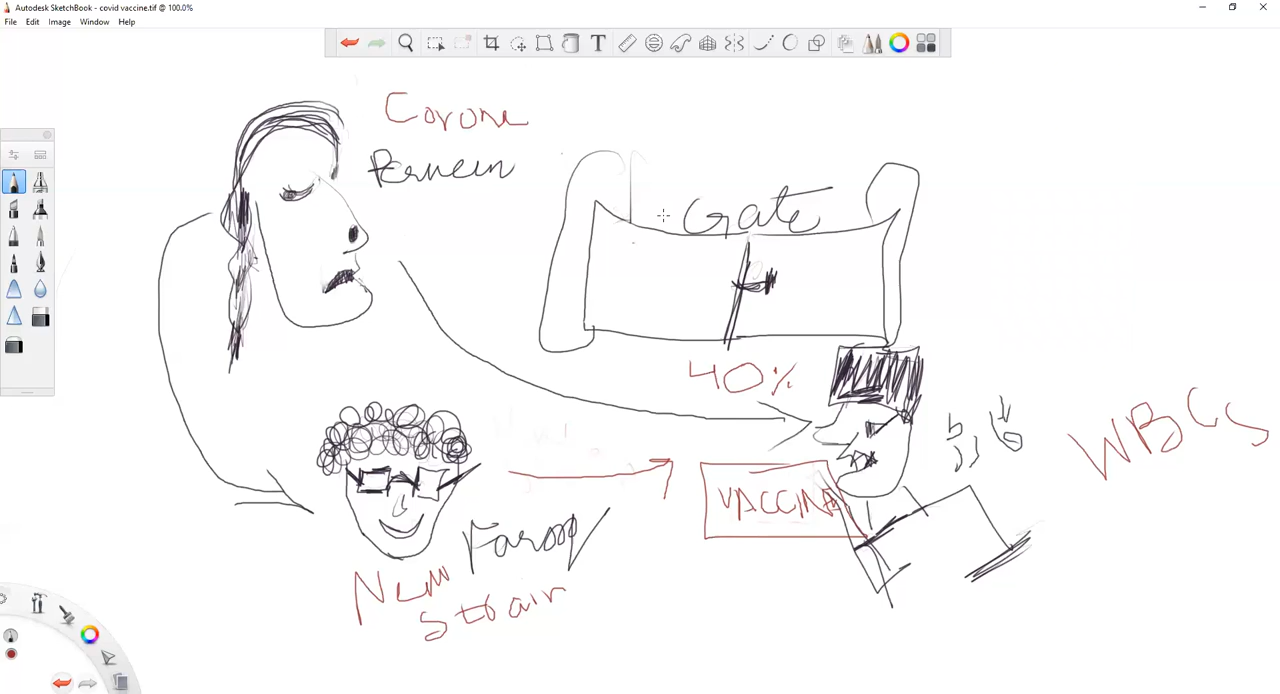 Autodesk SketchBook - covid vaccine.tif @ 100.0%
File Edit Image Window Help
Corona
Perveen
Gate
40%
WBCs
VACCINE
Farooq
New
Strain